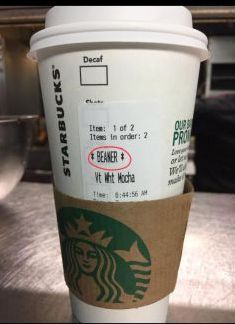 Decaf
STARBUCKS®
Item: 1 of 2
Items in order: 2
* BEANER *
Vt Wht Mocha
Time: 6:44:56 AM
OUR